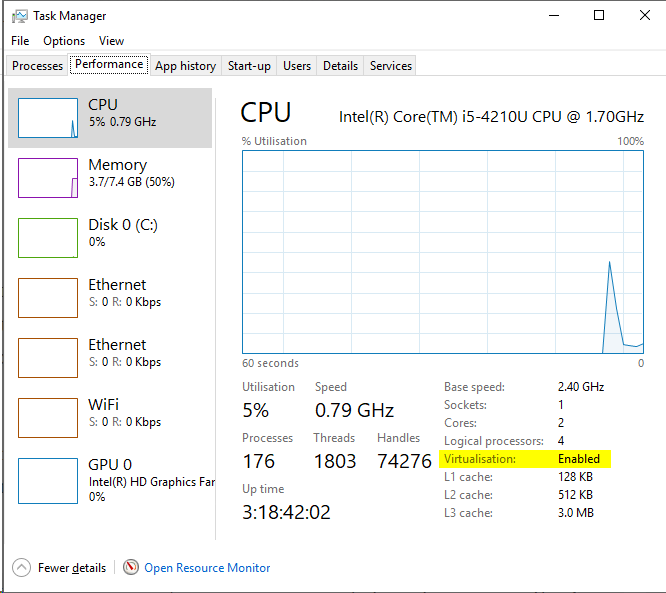 Task Manager
File Options View
Processes Performance App history Start-up Users Details Services
CPU
5% 0.79 GHz
Memory
3.7/7.4 GB (50%)
Disk 0 (C:)
0%
Ethernet
S: 0 R: 0 Kbps
Ethernet
S: 0 R: 0 Kbps
WiFi
S: 0 R: 0 Kbps
GPU 0
Intel(R) HD Graphics Far
0%
CPU Intel(R) Core(TM) i5-4210U CPU @ 1.70GHz
% Utilisation 100%
60 seconds 0
Utilisation Speed
5% 0.79 GHz
Processes Threads Handles
176 1803 74276
Up time
3:18:42:02
Base speed: 2.40 GHz
Sockets: 1
Cores: 2
Logical processors: 4
Virtualisation: Enabled
L1 cache: 128 KB
L2 cache: 512 KB
L3 cache: 3.0 MB
Fewer details Open Resource Monitor